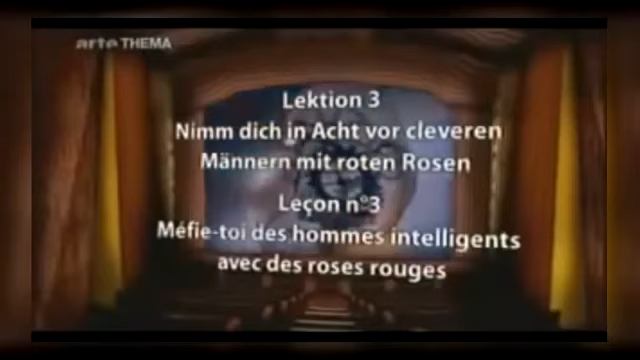 arte THEMA
Lektion 3
Nimm dich in Acht vor cleveren
Männern mit roten Rosen
Leçon n°3
Méfie-toi des hommes intelligents
avec des roses rouges